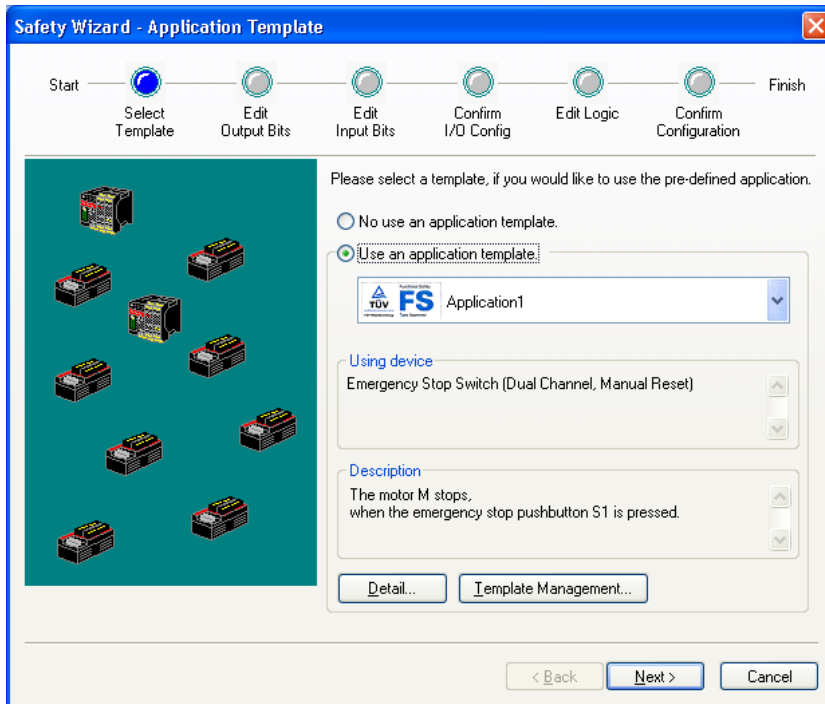 Safety Wizard - Application Template
Start
Finish
Select
Template
Edit
Output Bits
Edit
Input Bits
Confirm
I/O Config
Edit Logic
Confirm
Configuration
Please select a template, if you would like to use the pre-defined application.
No use an application template.
Use an application template.
TÜV
FS
Application1
Using device
Emergency Stop Switch (Dual Channel, Manual Reset)
Description
The motor M stops,
when the emergency stop pushbutton S1 is pressed.
Detail...
Template Management...
< Back
Next >
Cancel